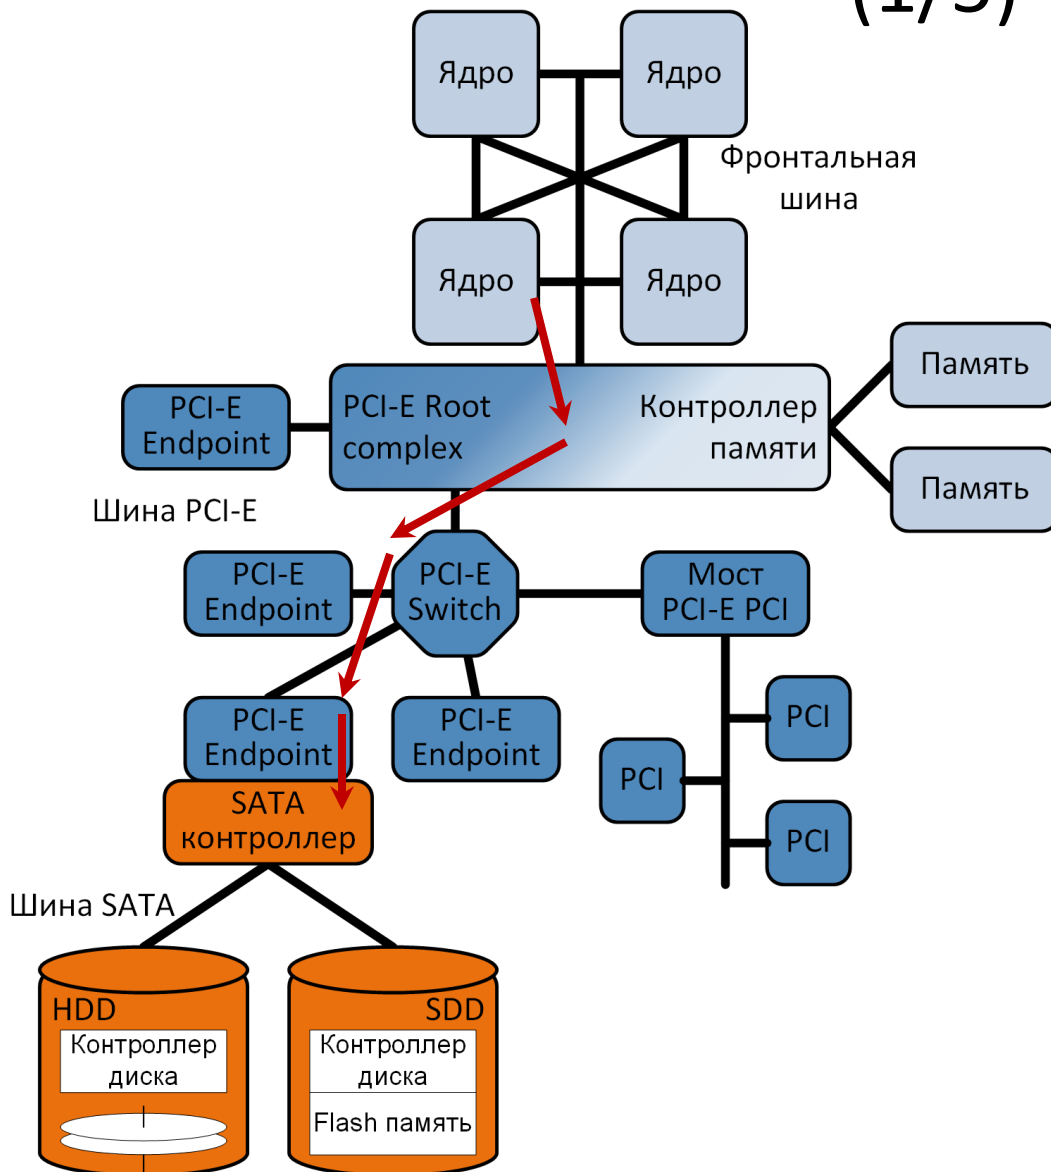 (1/5)
Ядро
Ядро
Фронтальная
шина
Ядро
Ядро
Память
PCI-E
Endpoint
PCI-E Root
complex
Контроллер
памяти
Память
Шина PCI-E
PCI-E
Endpoint
PCI-E
Switch
Мост
PCI-E PCI
PCI-E
Endpoint
PCI-E
Endpoint
PCI
PCI
PCI
SATA
контроллер
Шина SATA
HDD
Контроллер
диска
SDD
Контроллер
диска
Flash память